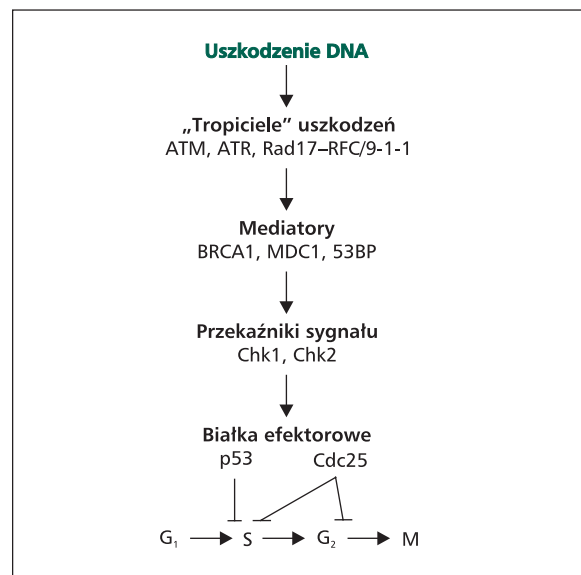 Uszkodzenie DNA
„Tropiciele” uszkodzeń
ATM, ATR, Rad17–RFC/9-1-1
Mediatory
BRCA1, MDC1, 53BP
Przekaźniki sygnału
Chk1, Chk2
Białka efektorowe
p53 Cdc25
G₁ S G₂ M